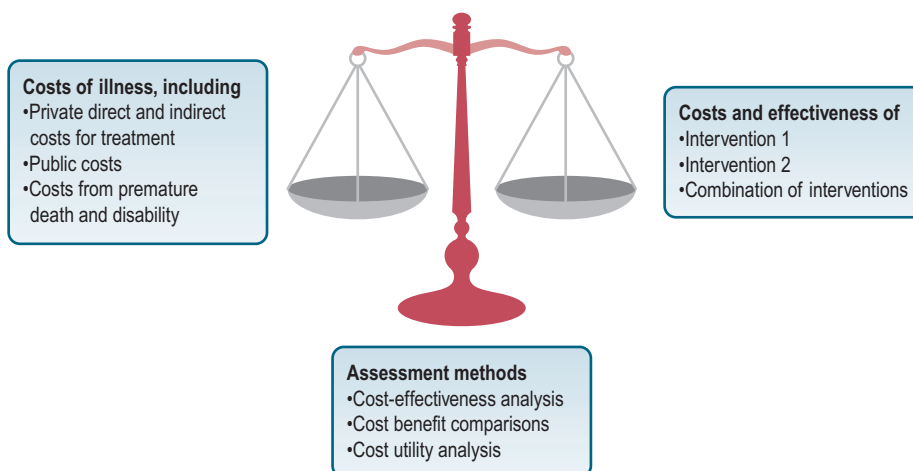 Costs of illness, including
•Private direct and indirect
costs for treatment
•Public costs
•Costs from premature
death and disability
Costs and effectiveness of
•Intervention 1
•Intervention 2
•Combination of interventions
Assessment methods
•Cost-effectiveness analysis
•Cost benefit comparisons
•Cost utility analysis